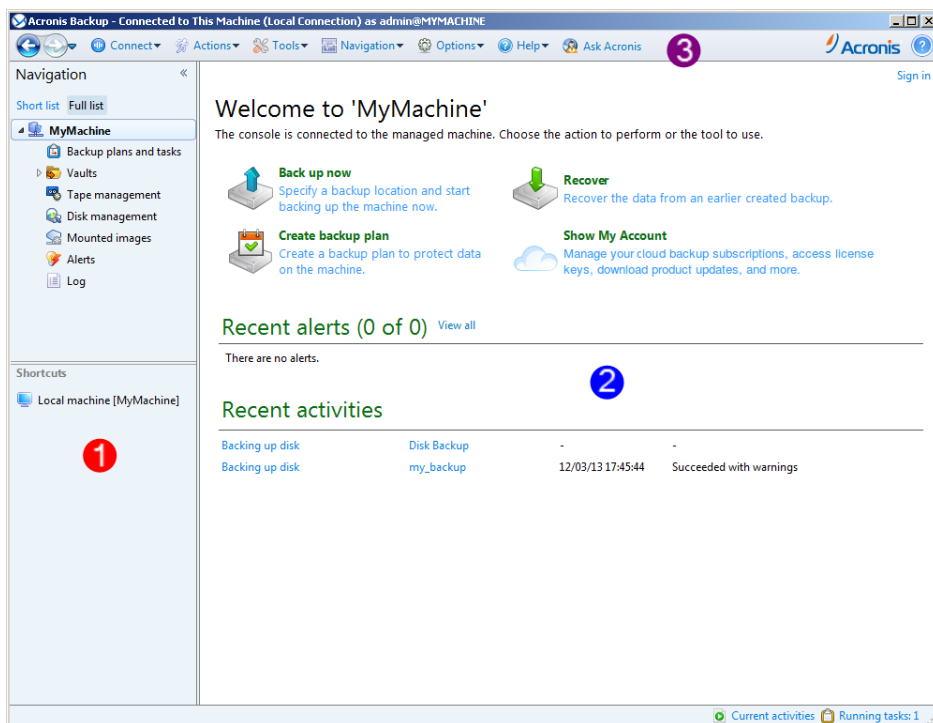 Acronis Backup - Connected to This Machine (Local Connection) as admin@MYMACHINE
Connect Actions Tools Navigation Options Help Ask Acronis 3 Acronis ?
Navigation «
Short list Full list
MyMachine
Backup plans and tasks
Vaults
Tape management
Disk management
Mounted images
Alerts
Log
Shortcuts
Local machine [MyMachine]
1
Sign in
Welcome to 'MyMachine'
The console is connected to the managed machine. Choose the action to perform or the tool to use.
Back up now
Specify a backup location and start
backing up the machine now.
Recover
Recover the data from an earlier created backup.
Create backup plan
Create a backup plan to protect data
on the machine.
Show My Account
Manage your cloud backup subscriptions, access license
keys, download product updates, and more.
Recent alerts (0 of 0) View all
There are no alerts.
2
Recent activities
Backing up disk Disk Backup - -
Backing up disk my_backup 12/03/13 17:45:44 Succeeded with warnings
Current activities Running tasks: 1